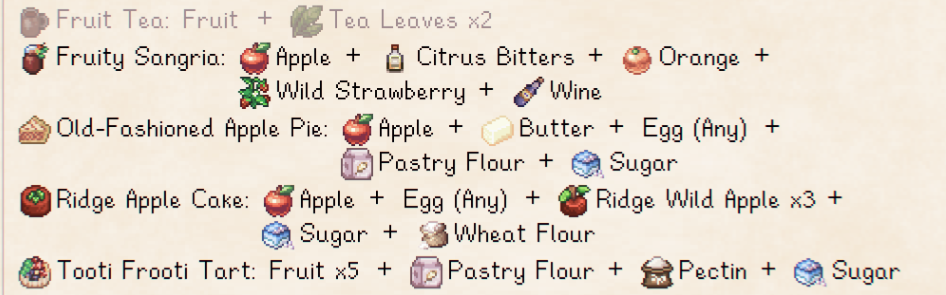 Fruit Tea: Fruit + Tea Leaves x2
Fruity Sangria: Apple + Citrus Bitters + Orange +
Wild Strawberry + Wine
Old-Fashioned Apple Pie: Apple + Butter + Egg (Any) +
Pastry Flour + Sugar
Ridge Apple Cake: Apple + Egg (Any) + Ridge Wild Apple x3 +
Sugar + Wheat Flour
Tooti Frooti Tart: Fruit x5 + Pastry Flour + Pectin + Sugar